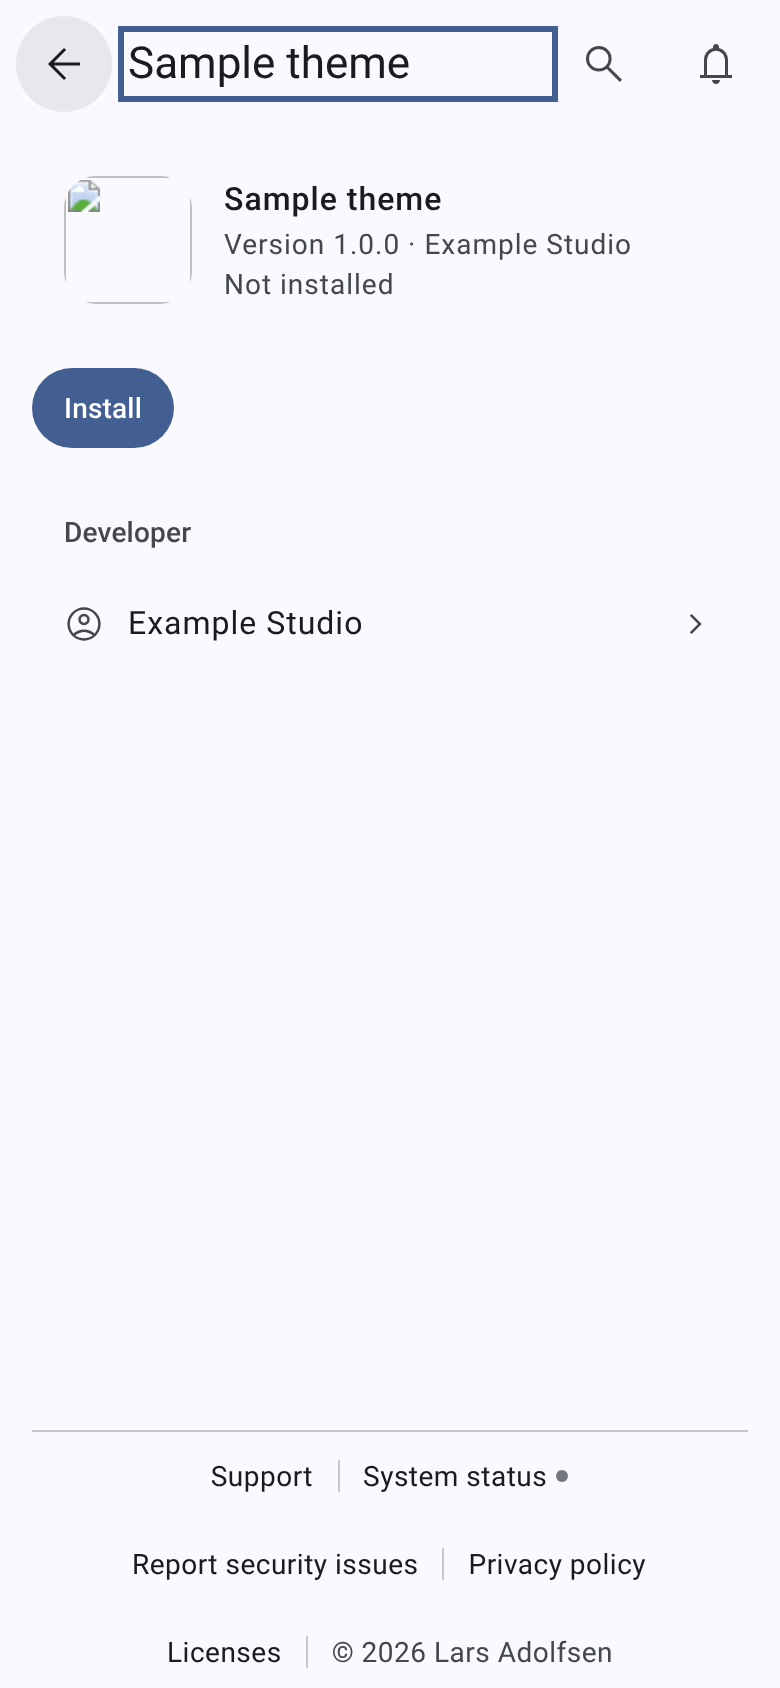 Sample theme
Sample theme
Version 1.0.0 · Example Studio
Not installed
Install
Developer
Example Studio
Support
System status
Report security issues
Privacy policy
Licenses
© 2026 Lars Adolfsen